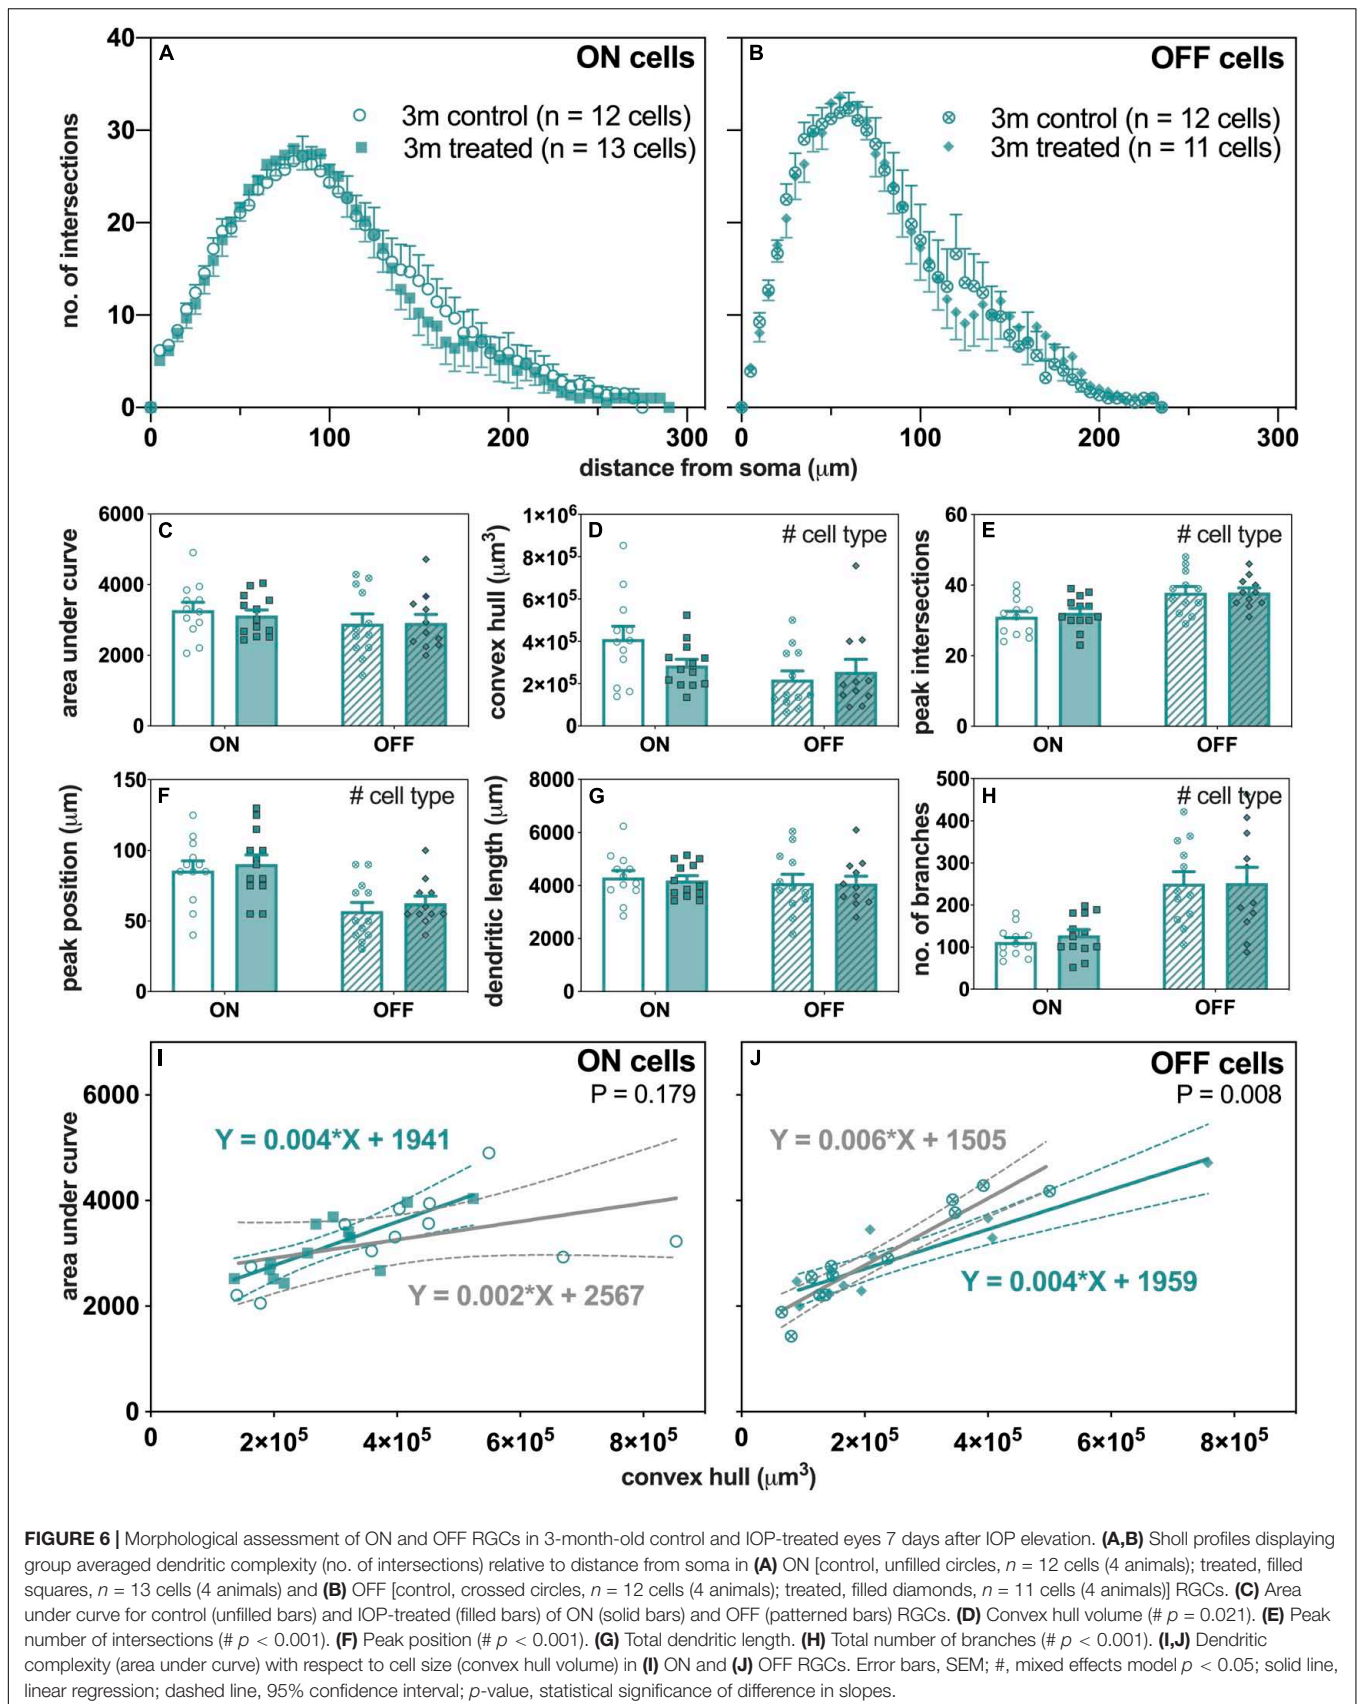 A
ON cells
3m control (n = 12 cells)
3m treated (n = 13 cells)
no. of intersections
40
30
20
10
0
0 100 200 300
B
OFF cells
3m control (n = 12 cells)
3m treated (n = 11 cells)
0 100 200 300
distance from soma (μm)
C
area under curve
6000
4000
2000
0
ON OFF
D
# cell type
convex hull (μm³)
1×10⁶
8×10⁵
6×10⁵
4×10⁵
2×10⁵
0
ON OFF
E
# cell type
peak intersections
60
40
20
0
ON OFF
F
# cell type
peak position (μm)
150
100
50
0
ON OFF
G
dendritic length (μm)
8000
6000
4000
2000
0
ON OFF
H
# cell type
no. of branches
500
400
300
200
100
0
ON OFF
I
ON cells
P = 0.179
Y = 0.004*X + 1941
Y = 0.002*X + 2567
area under curve
6000
4000
2000
0
0 2×10⁵ 4×10⁵ 6×10⁵ 8×10⁵
J
OFF cells
P = 0.008
Y = 0.006*X + 1505
Y = 0.004*X + 1959
0 2×10⁵ 4×10⁵ 6×10⁵ 8×10⁵
convex hull (μm³)
FIGURE 6 | Morphological assessment of ON and OFF RGCs in 3-month-old control and IOP-treated eyes 7 days after IOP elevation. (A,B) Sholl profiles displaying
group averaged dendritic complexity (no. of intersections) relative to distance from soma in (A) ON [control, unfilled circles, n = 12 cells (4 animals); treated, filled
squares, n = 13 cells (4 animals) and (B) OFF [control, crossed circles, n = 12 cells (4 animals); treated, filled diamonds, n = 11 cells (4 animals)] RGCs. (C) Area
under curve for control (unfilled bars) and IOP-treated (filled bars) of ON (solid bars) and OFF (patterned bars) RGCs. (D) Convex hull volume (# p = 0.021). (E) Peak
number of intersections (# p < 0.001). (F) Peak position (# p < 0.001). (G) Total dendritic length. (H) Total number of branches (# p < 0.001). (I,J) Dendritic
complexity (area under curve) with respect to cell size (convex hull volume) in (I) ON and (J) OFF RGCs. Error bars, SEM; #, mixed effects model p < 0.05; solid line,
linear regression; dashed line, 95% confidence interval; p-value, statistical significance of difference in slopes.